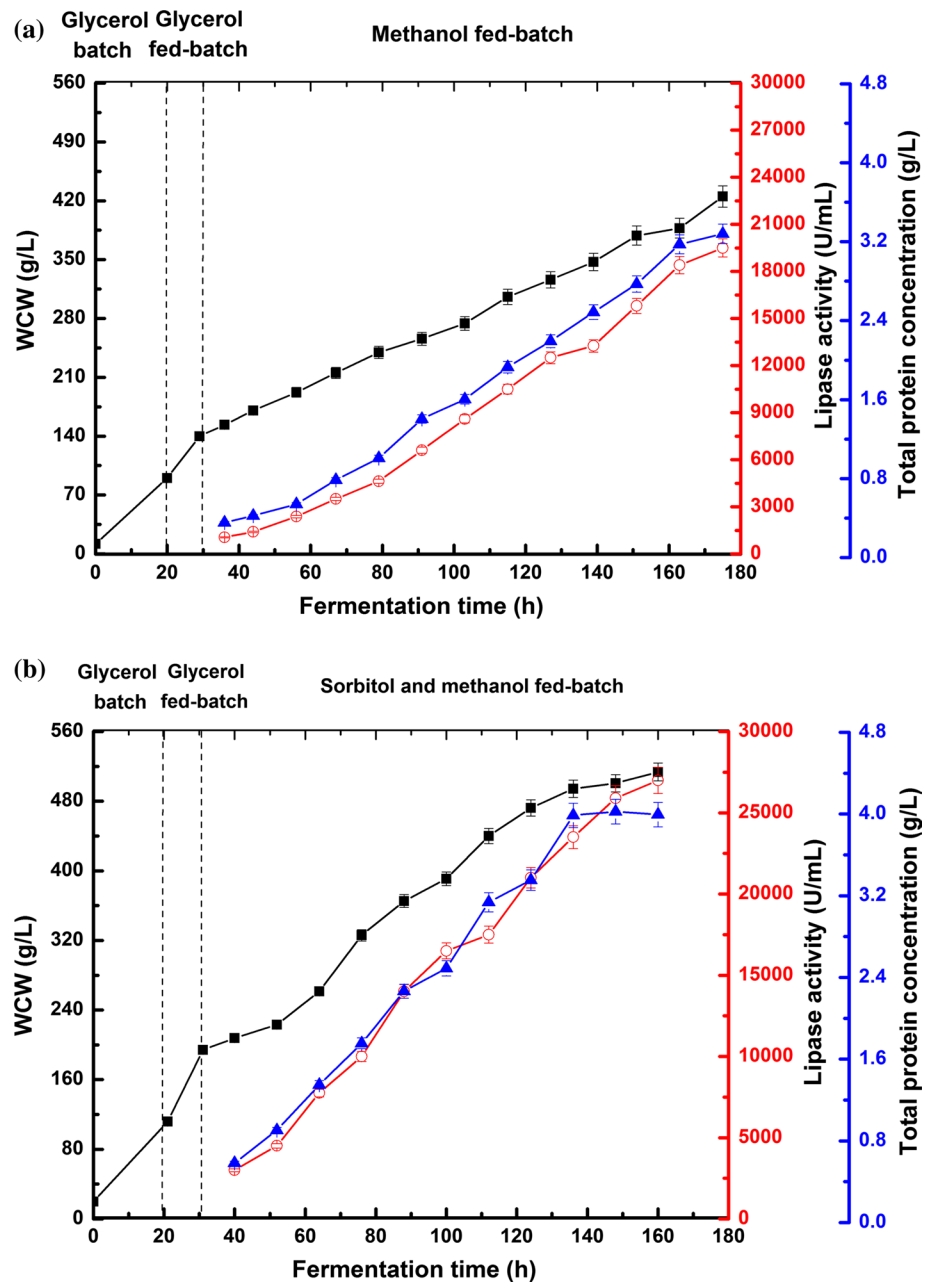 (a)
Glycerol batch
Glycerol fed-batch
Methanol fed-batch
560
490
420
350
280
210
140
70
0
WCW (g/L)
0 20 40 60 80 100 120 140 160 180
Fermentation time (h)
30000
27000
24000
21000
18000
15000
12000
9000
6000
3000
0
Lipase activity (U/mL)
4.8
4.0
3.2
2.4
1.6
0.8
0.0
Total protein concentration (g/L)
(b)
Glycerol batch
Glycerol fed-batch
Sorbitol and methanol fed-batch
560
480
400
320
240
160
80
0
WCW (g/L)
0 20 40 60 80 100 120 140 160 180
Fermentation time (h)
30000
25000
20000
15000
10000
5000
0
Lipase activity (U/mL)
4.8
4.0
3.2
2.4
1.6
0.8
0.0
Total protein concentration (g/L)